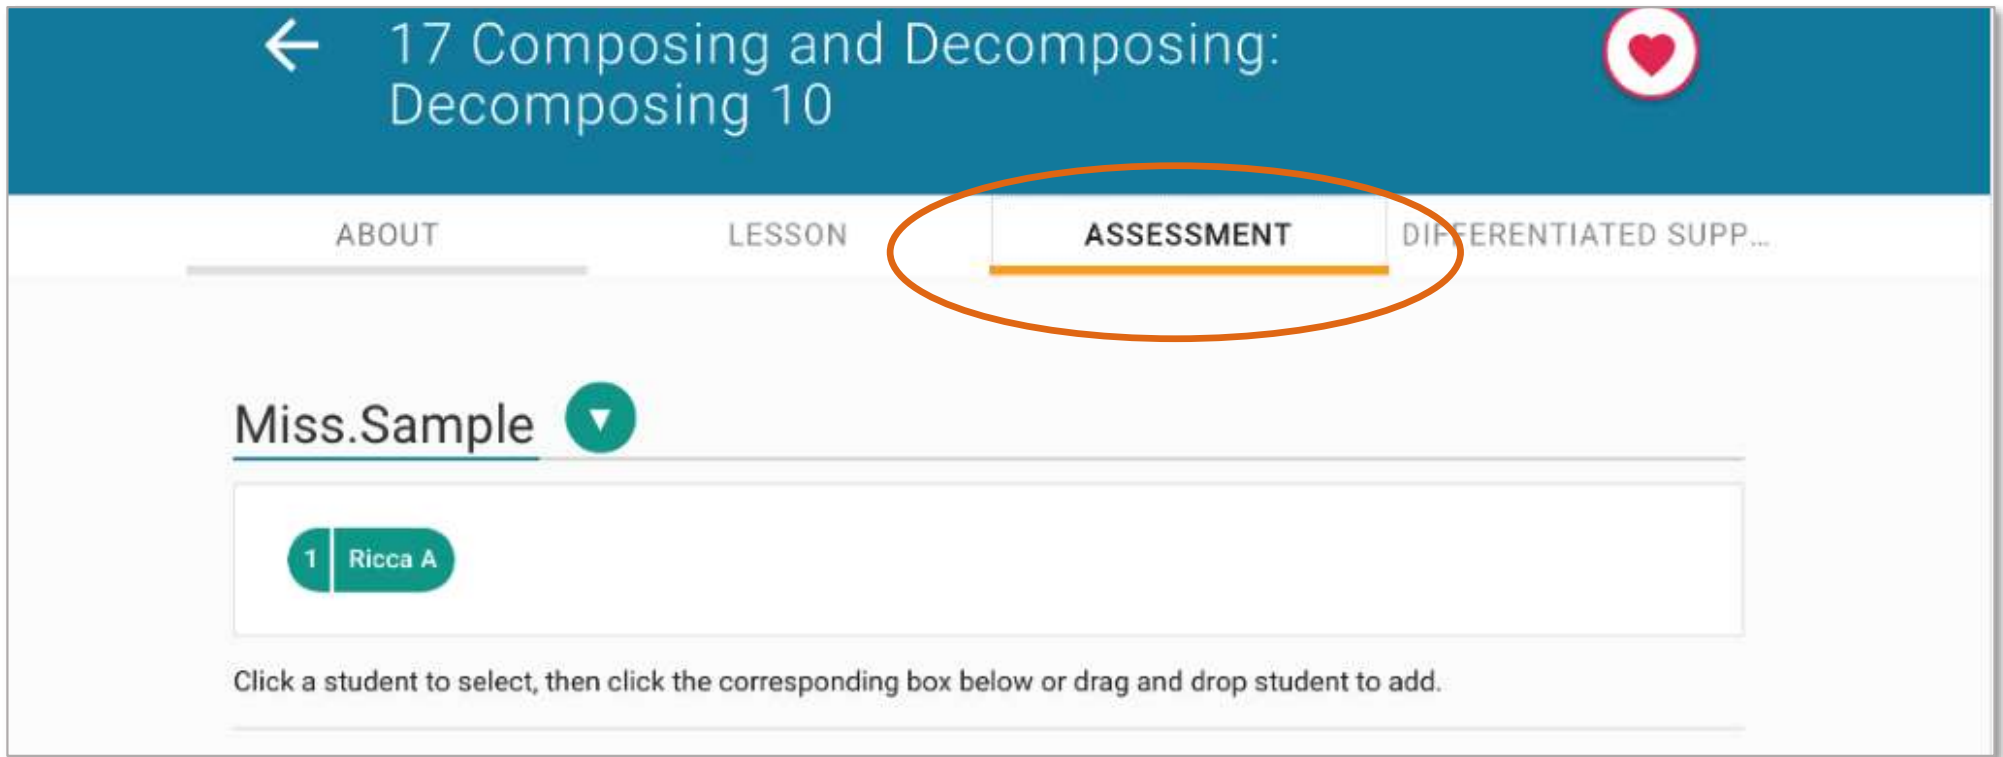 17 Composing and Decomposing:
Decomposing 10
ABOUT LESSON ASSESSMENT DIFFERENTIATED SUPP...
Miss.Sample
1 Ricca A
Click a student to select, then click the corresponding box below or drag and drop student to add.